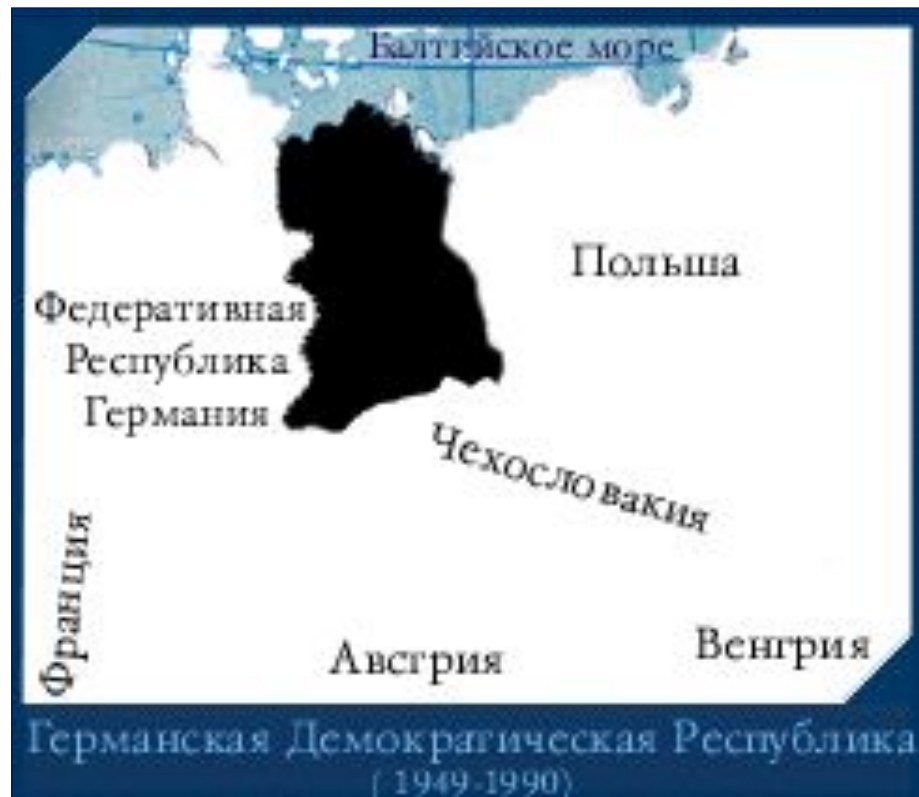 Балтийское море
Польша
Федеративная
Республика
Германия
Чехословакия
Франция
Австрия
Венгрия
Германская Демократическая Республика
( 1949-1990)